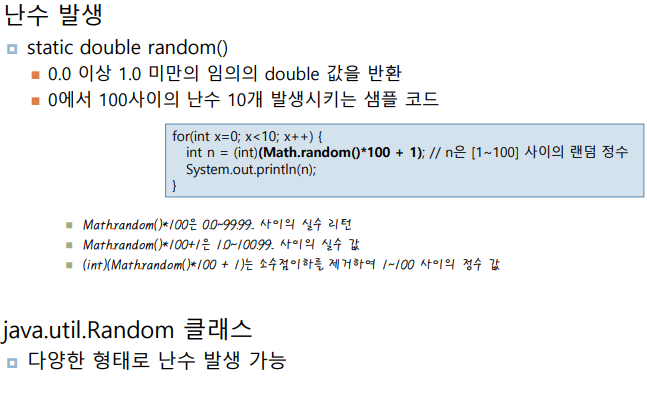 난수 발생
static double random()
0.0 이상 1.0 미만의 임의의 double 값을 반환
0에서 100사이의 난수 10개 발생시키는 샘플 코드
for(int x=0; x<10; x++) {
int n = (int)(Math.random()*100 + 1); // n은 [1~100] 사이의 랜덤 정수
System.out.println(n);
}
Math.random()*100은 0.0~99.99.. 사이의 실수 리턴
Math.random()*100+1은 1.0~100.99.. 사이의 실수 값
(int)(Math.random()*100 + 1)는 소수점이하를 제거하여 1~100 사이의 정수 값
java.util.Random 클래스
다양한 형태로 난수 발생 가능